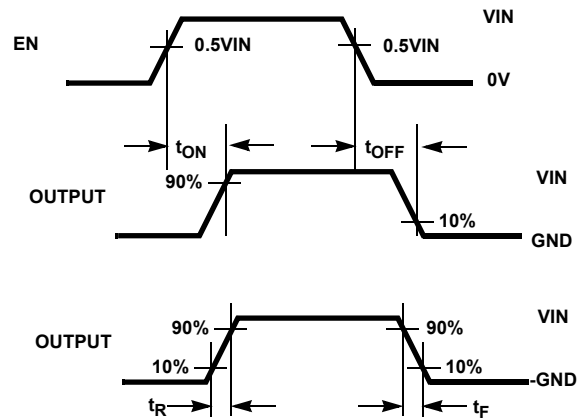 VIN
EN
0.5VIN
0.5VIN
0V
tON
tOFF
90%
VIN
OUTPUT
10%
GND
VIN
90%
90%
OUTPUT
10%
10%
-GND
tR
tF